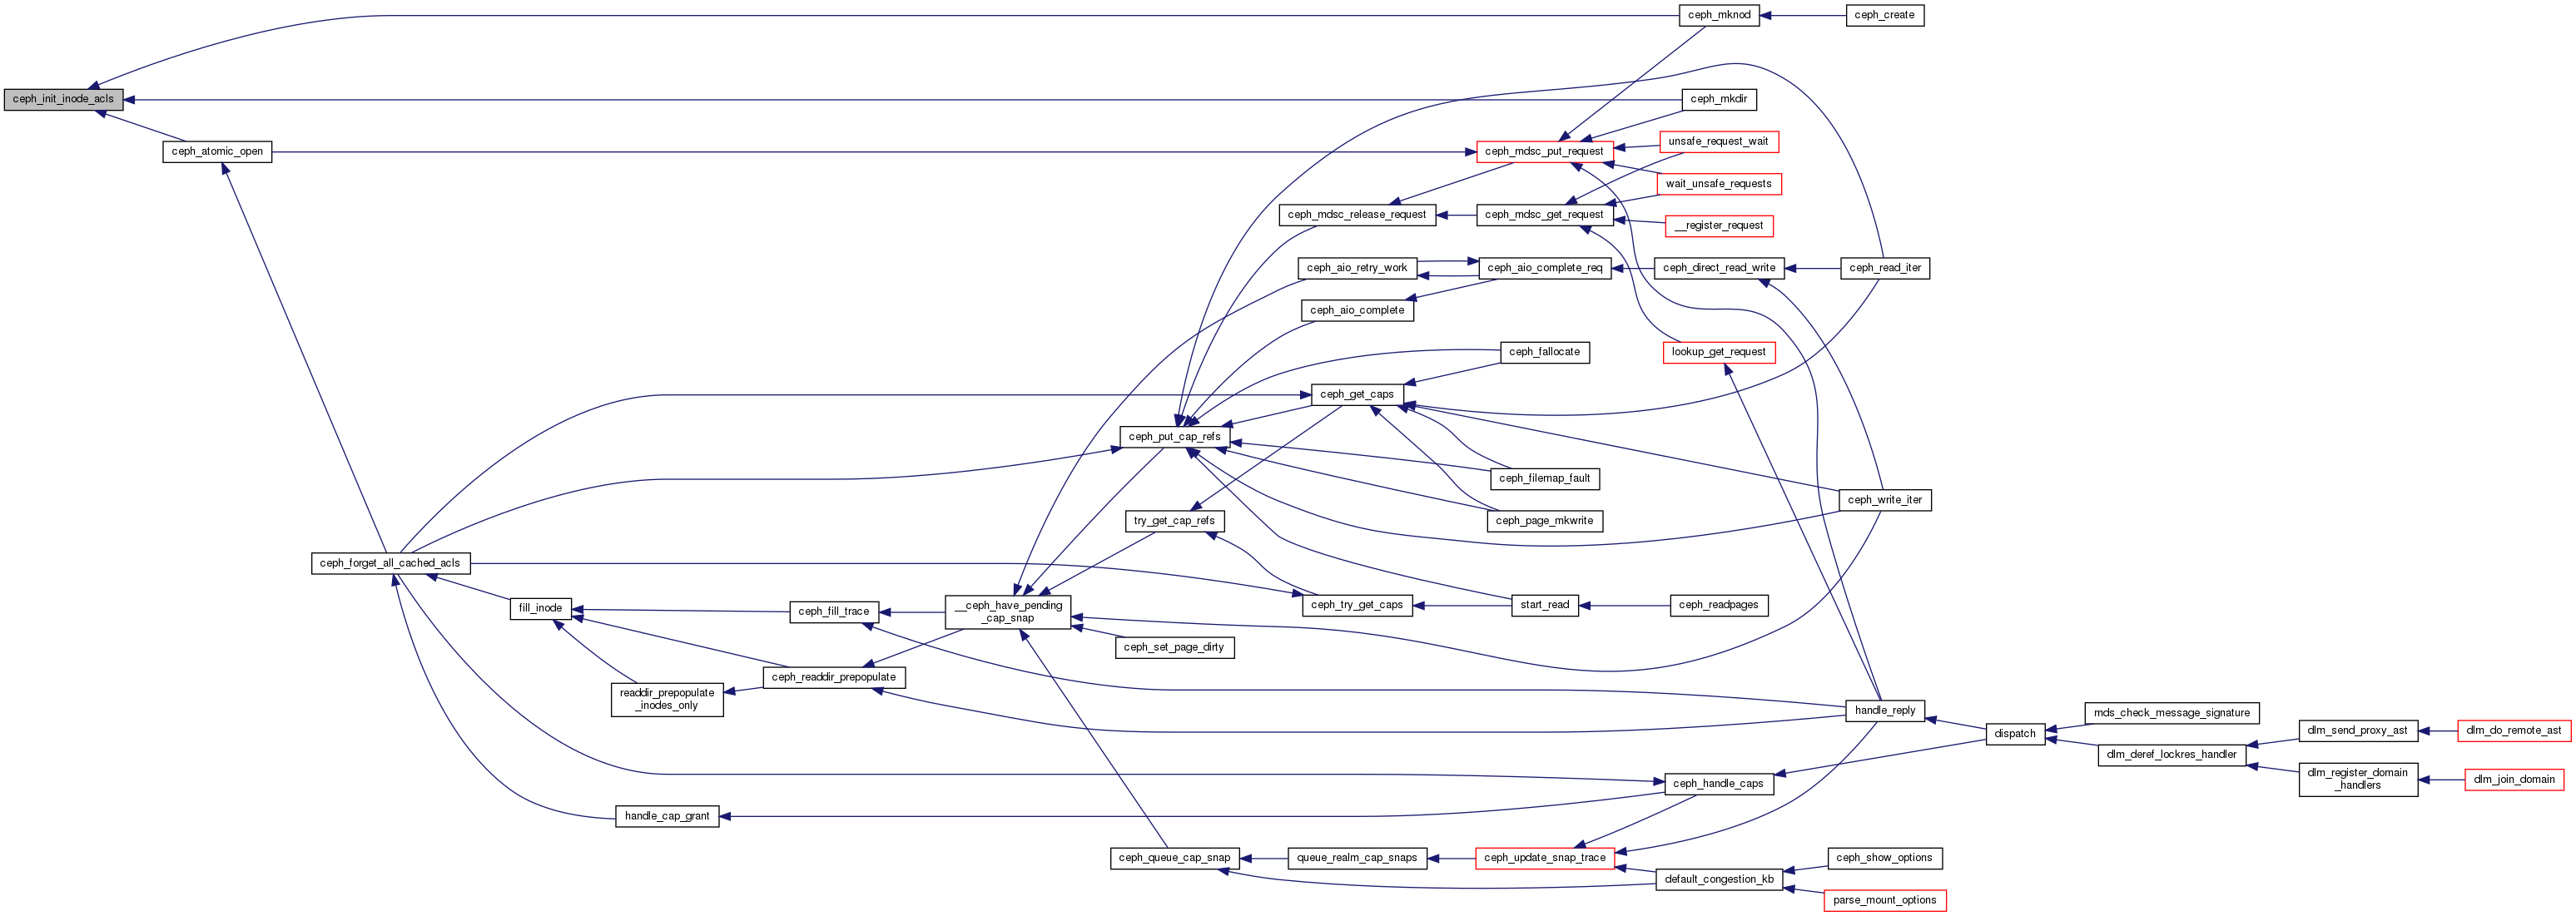 ceph_mknod
ceph_create
ceph_init_inode_acls
ceph_mkdir
ceph_atomic_open
ceph_mdsc_put_request
unsafe_request_wait
wait_unsafe_requests
ceph_mdsc_release_request
ceph_mdsc_get_request
__register_request
ceph_aio_retry_work
ceph_aio_complete_req
ceph_direct_read_write
ceph_read_iter
ceph_aio_complete
ceph_fallocate
lookup_get_request
ceph_get_caps
ceph_put_cap_refs
ceph_filemap_fault
ceph_write_iter
try_get_cap_refs
ceph_page_mkwrite
ceph_forget_all_cached_acls
fill_inode
ceph_fill_trace
__ceph_have_pending
_cap_snap
ceph_try_get_caps
start_read
ceph_readpages
ceph_set_page_dirty
ceph_readdir_prepopulate
readdir_prepopulate
_inodes_only
handle_reply
mds_check_message_signature
dispatch
dlm_send_proxy_ast
dlm_do_remote_ast
dlm_deref_lockres_handler
dlm_register_domain
_handlers
dlm_join_domain
ceph_handle_caps
handle_cap_grant
ceph_queue_cap_snap
queue_realm_cap_snaps
ceph_update_snap_trace
ceph_show_options
default_congestion_kb
parse_mount_options